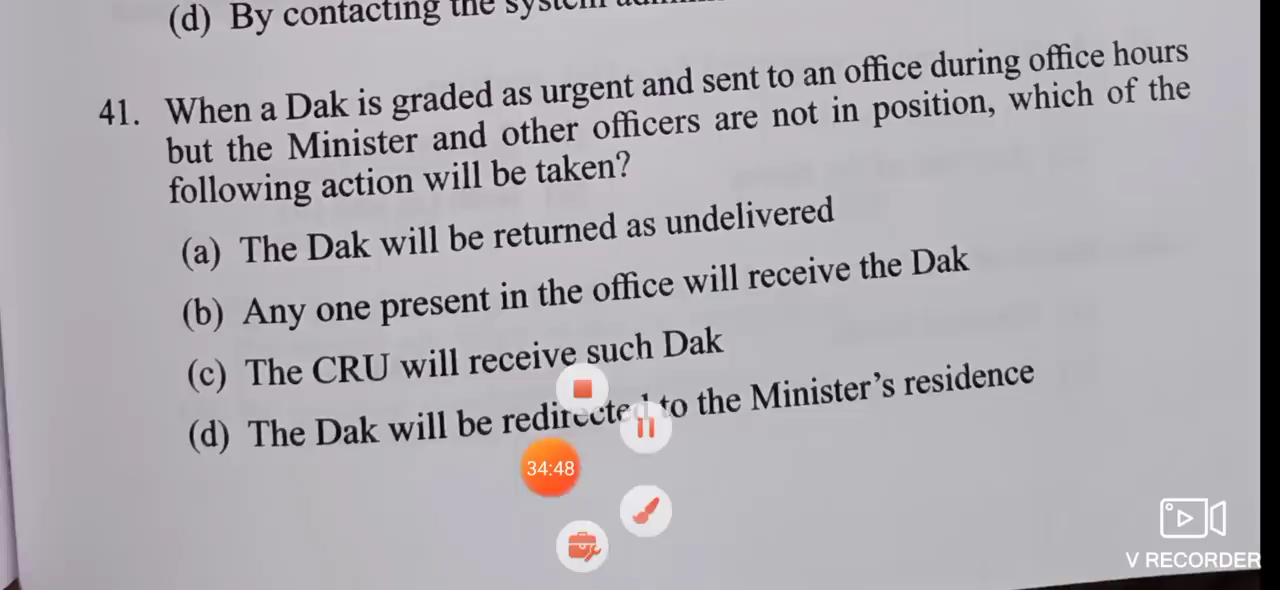 (d) By contacting the system
41. When a Dak is graded as urgent and sent to an office during office hours
but the Minister and other officers are not in position, which of the
following action will be taken?
(a) The Dak will be returned as undelivered
(b) Any one present in the office will receive the Dak
(c) The CRU will receive such Dak
(d) The Dak will be redirected to the Minister's residence
34:48
V RECORDER